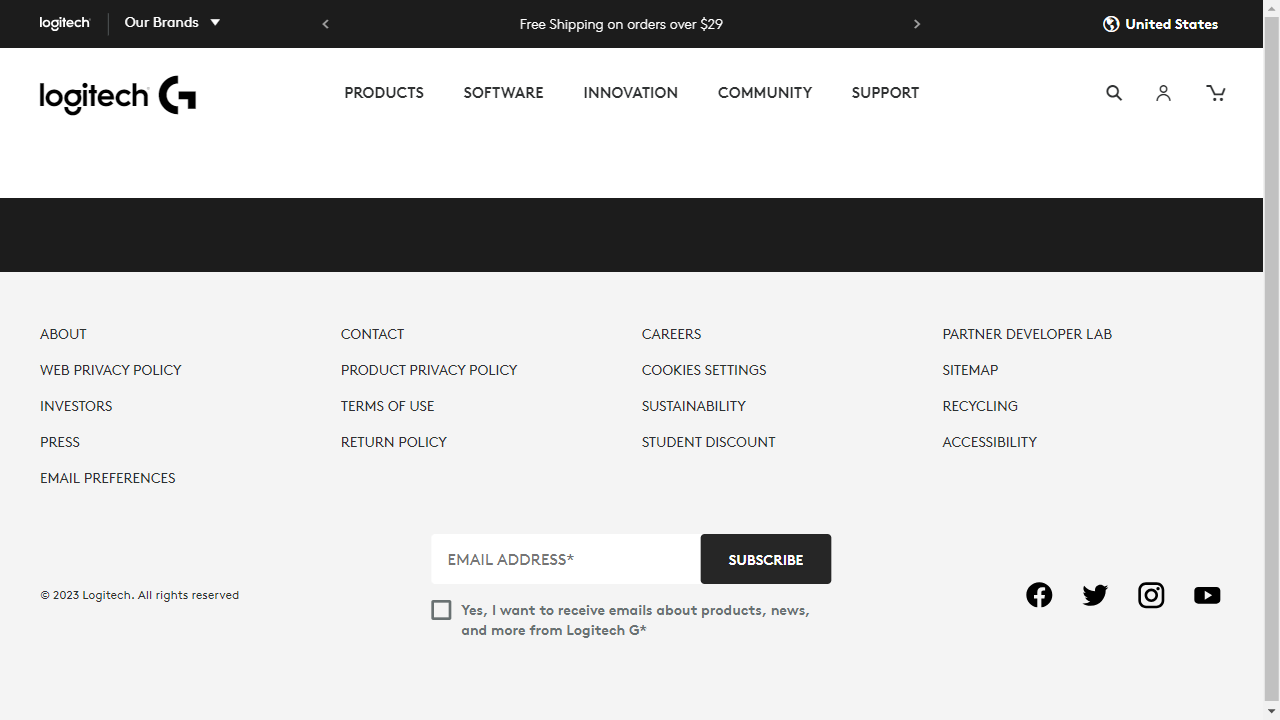 logitech
Our Brands
Free Shipping on orders over $29
United States
logitech G
PRODUCTS
SOFTWARE
INNOVATION
COMMUNITY
SUPPORT
ABOUT
CONTACT
CAREERS
PARTNER DEVELOPER LAB
WEB PRIVACY POLICY
PRODUCT PRIVACY POLICY
COOKIES SETTINGS
SITEMAP
INVESTORS
TERMS OF USE
SUSTAINABILITY
RECYCLING
PRESS
RETURN POLICY
STUDENT DISCOUNT
ACCESSIBILITY
EMAIL PREFERENCES
EMAIL ADDRESS*
SUBSCRIBE
© 2023 Logitech. All rights reserved
Yes, I want to receive emails about products, news,
and more from Logitech G*